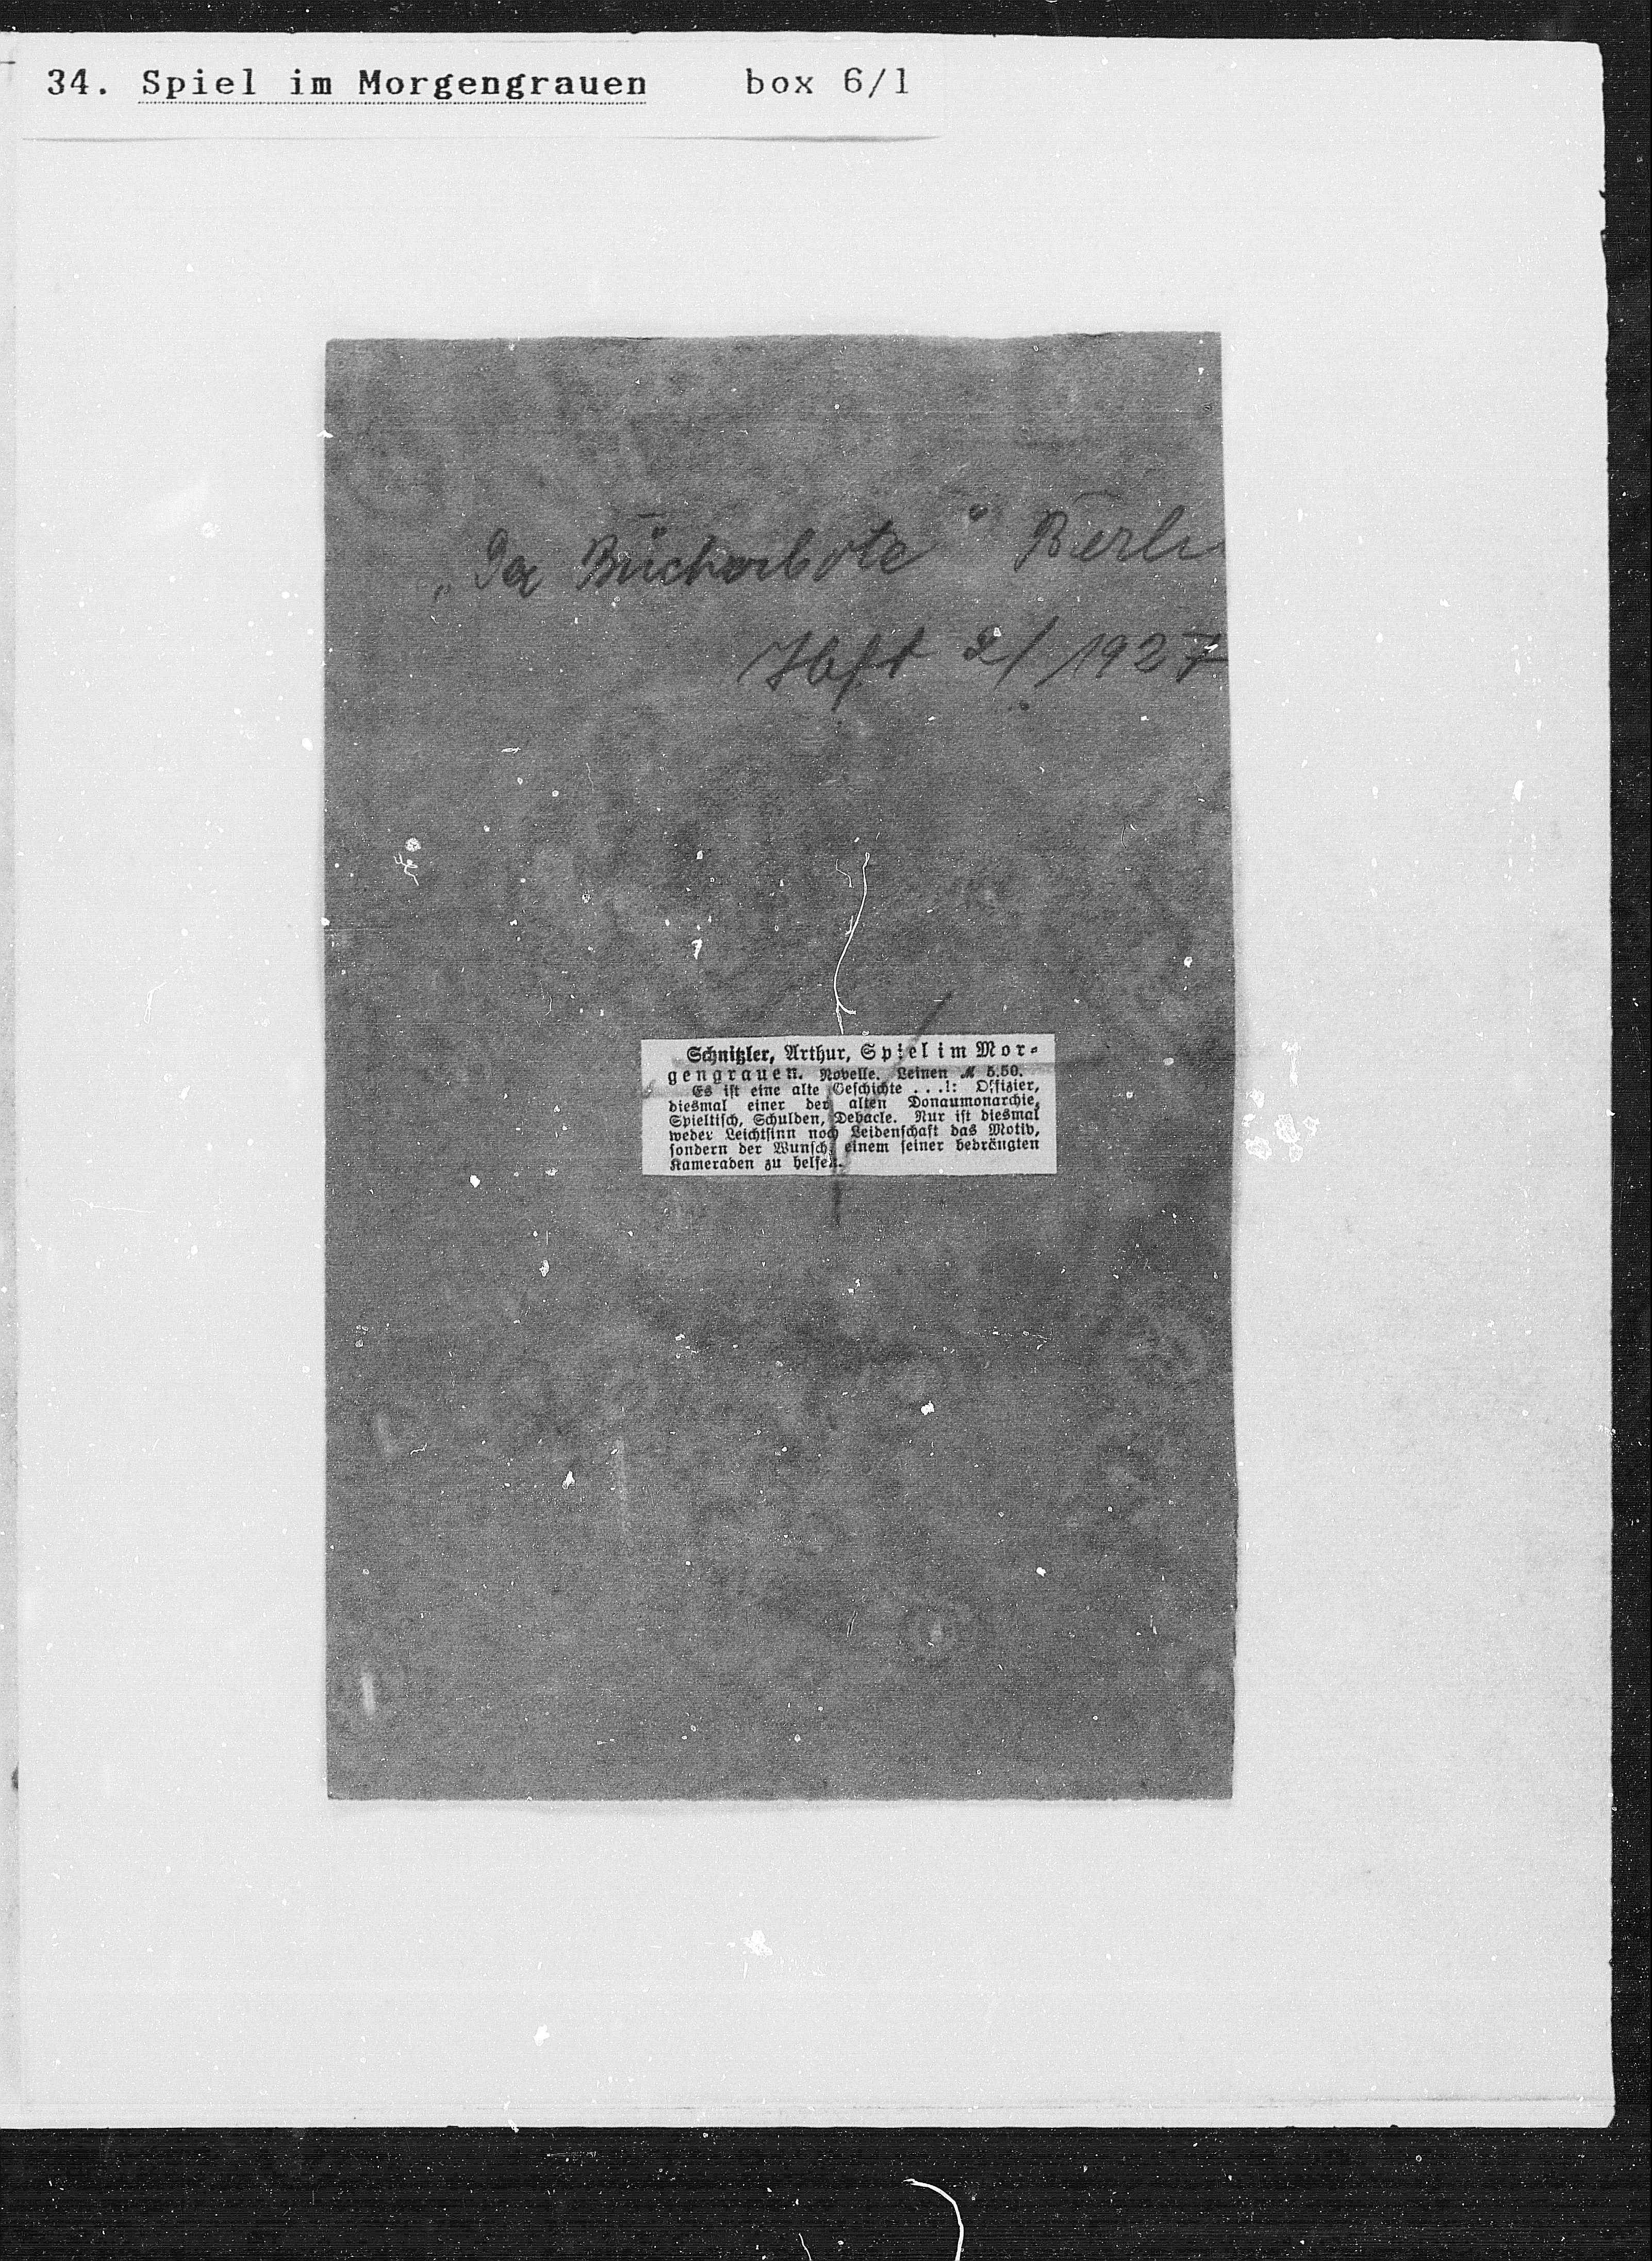 34. Spiel im Morgengrauen box 6/1
„Der Bücherbote" Berlin
Heft 2/1927
Schnitzler, Arthur, Spiel im Mor-
gengrauen. Novelle. Leinen M 5.50.
Es ist eine alte Geschichte . . .!: Offizier,
diesmal einer der alten Donaumonarchie,
Spieltisch, Schulden, Debacle. Nur ist diesmal
weder Leichtsinn noch Leidenschaft das Motiv,
sondern der Wunsch, einem seiner bedrängten
Kameraden zu helfen.